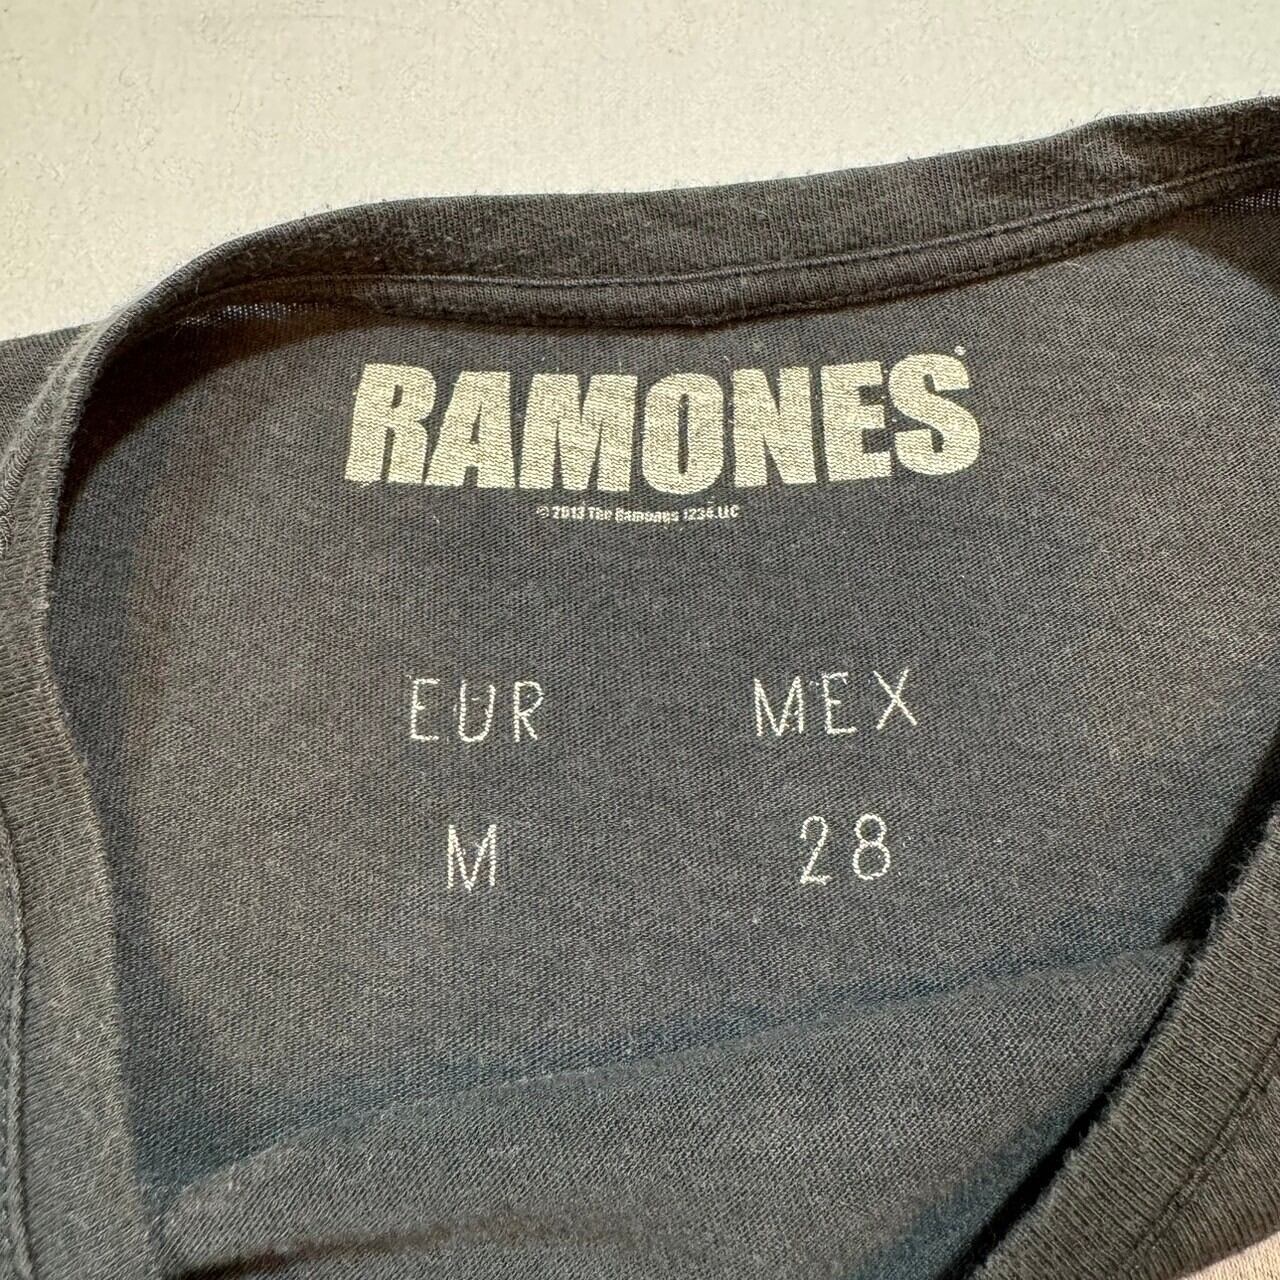 RAMONES®
© 2013 The Ramones 1234 LLC
EUR MEX
M 28